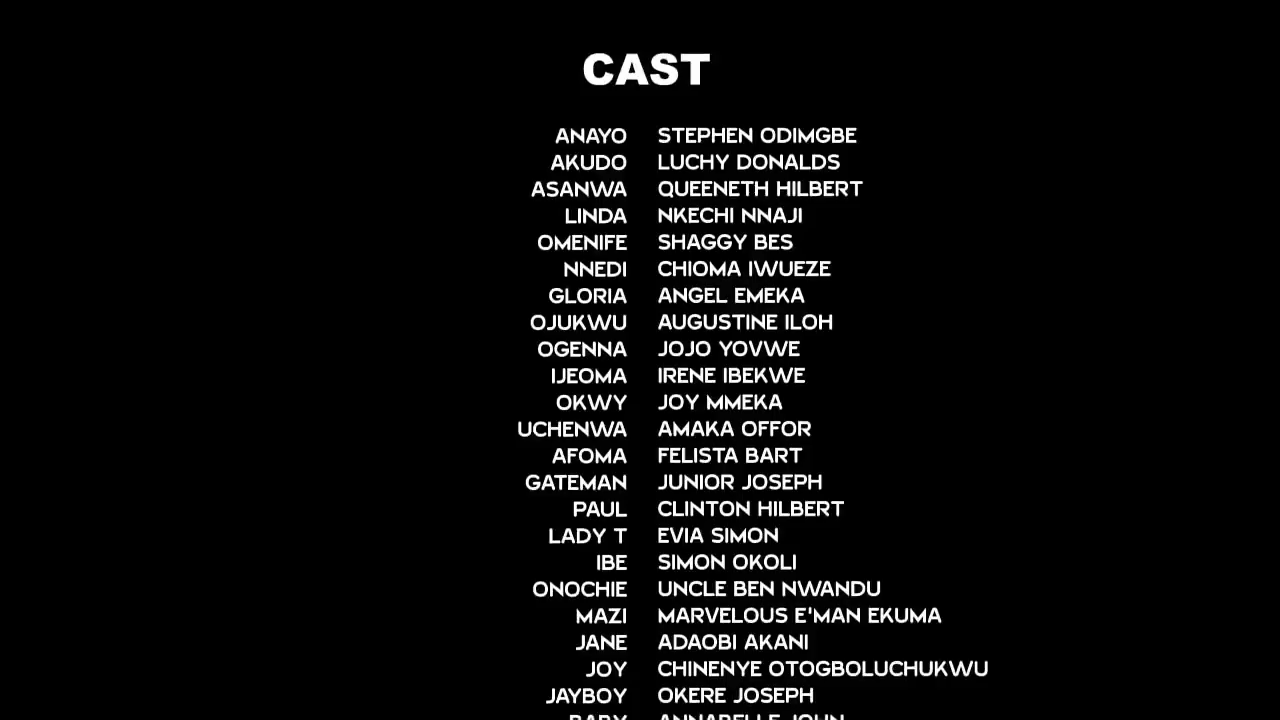 CAST
ANAYO STEPHEN ODIMGBE
AKUDO LUCHY DONALDS
ASANWA QUEENETH HILBERT
LINDA NKECHI NNAJI
OMENIFE SHAGGY BES
NNEDI CHIOMA IWUEZE
GLORIA ANGEL EMEKA
OJUKWU AUGUSTINE ILOH
OGENNA JOJO YOVWE
IJEOMA IRENE IBEKWE
OKWY JOY MMEKA
UCHENWA AMAKA OFFOR
AFOMA FELISTA BART
GATEMAN JUNIOR JOSEPH
PAUL CLINTON HILBERT
LADY T EVIA SIMON
IBE SIMON OKOLI
ONOCHIE UNCLE BEN NWANDU
MAZI MARVELOUS E'MAN EKUMA
JANE ADAOBI AKANI
JOY CHINENYE OTOGBOLUCHUKWU
JAYBOY OKERE JOSEPH
BABY ANNABELLE JOHN